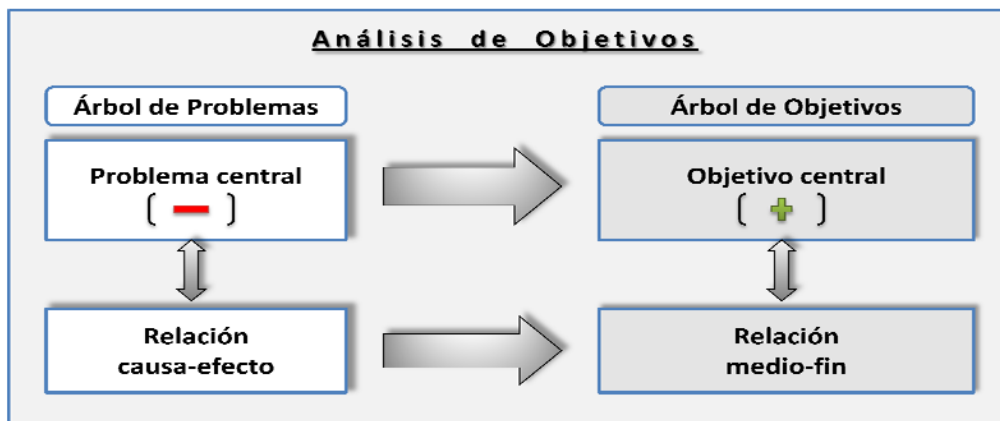 Análisis de Objetivos
Árbol de Problemas
Árbol de Objetivos
Problema central
( — )
Objetivo central
( + )
Relación
causa-efecto
Relación
medio-fin